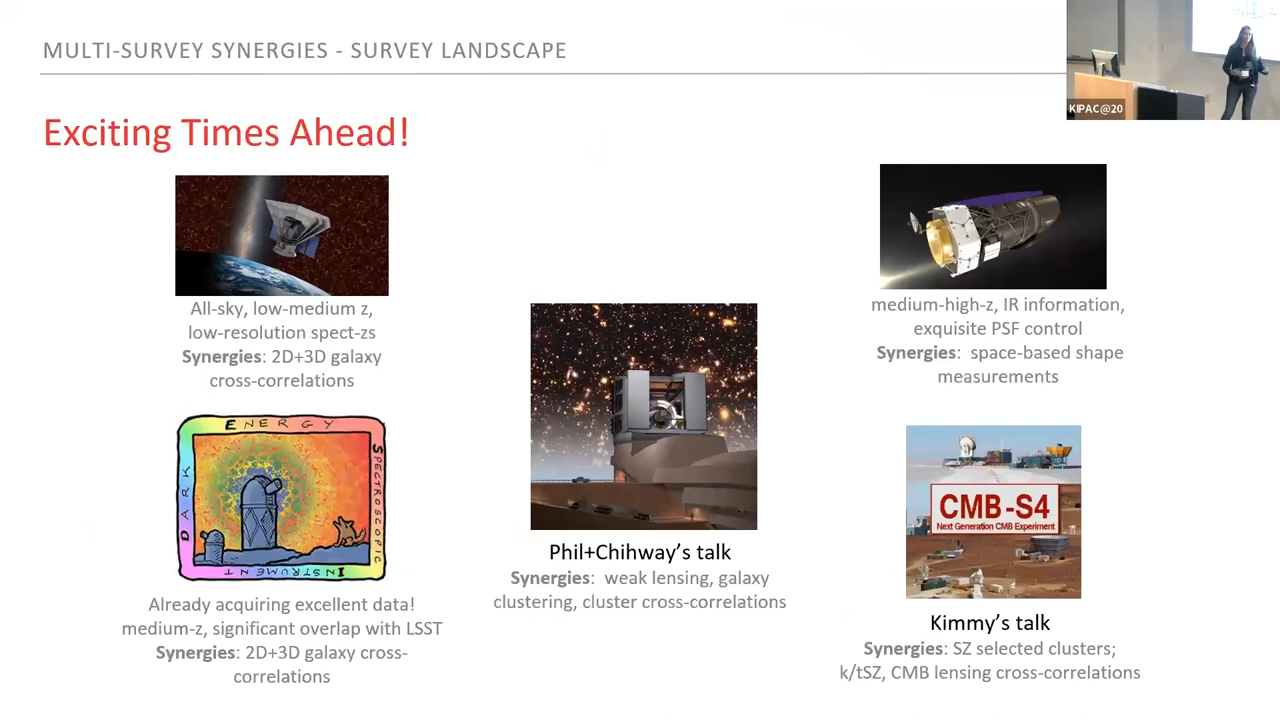 MULTI-SURVEY SYNERGIES - SURVEY LANDSCAPE
KIPAC@20
Exciting Times Ahead!
All-sky, low-medium z,
low-resolution spect-zs
Synergies: 2D+3D galaxy
cross-correlations
DARK ENERGY SPECTROSCOPIC INSTRUMENT
Already acquiring excellent data!
medium-z, significant overlap with LSST
Synergies: 2D+3D galaxy cross-
correlations
Phil+Chihway's talk
Synergies: weak lensing, galaxy
clustering, cluster cross-correlations
medium-high-z, IR information,
exquisite PSF control
Synergies: space-based shape
measurements
CMB-S4
Next Generation CMB Experiment
Kimmy's talk
Synergies: SZ selected clusters;
k/tSZ, CMB lensing cross-correlations